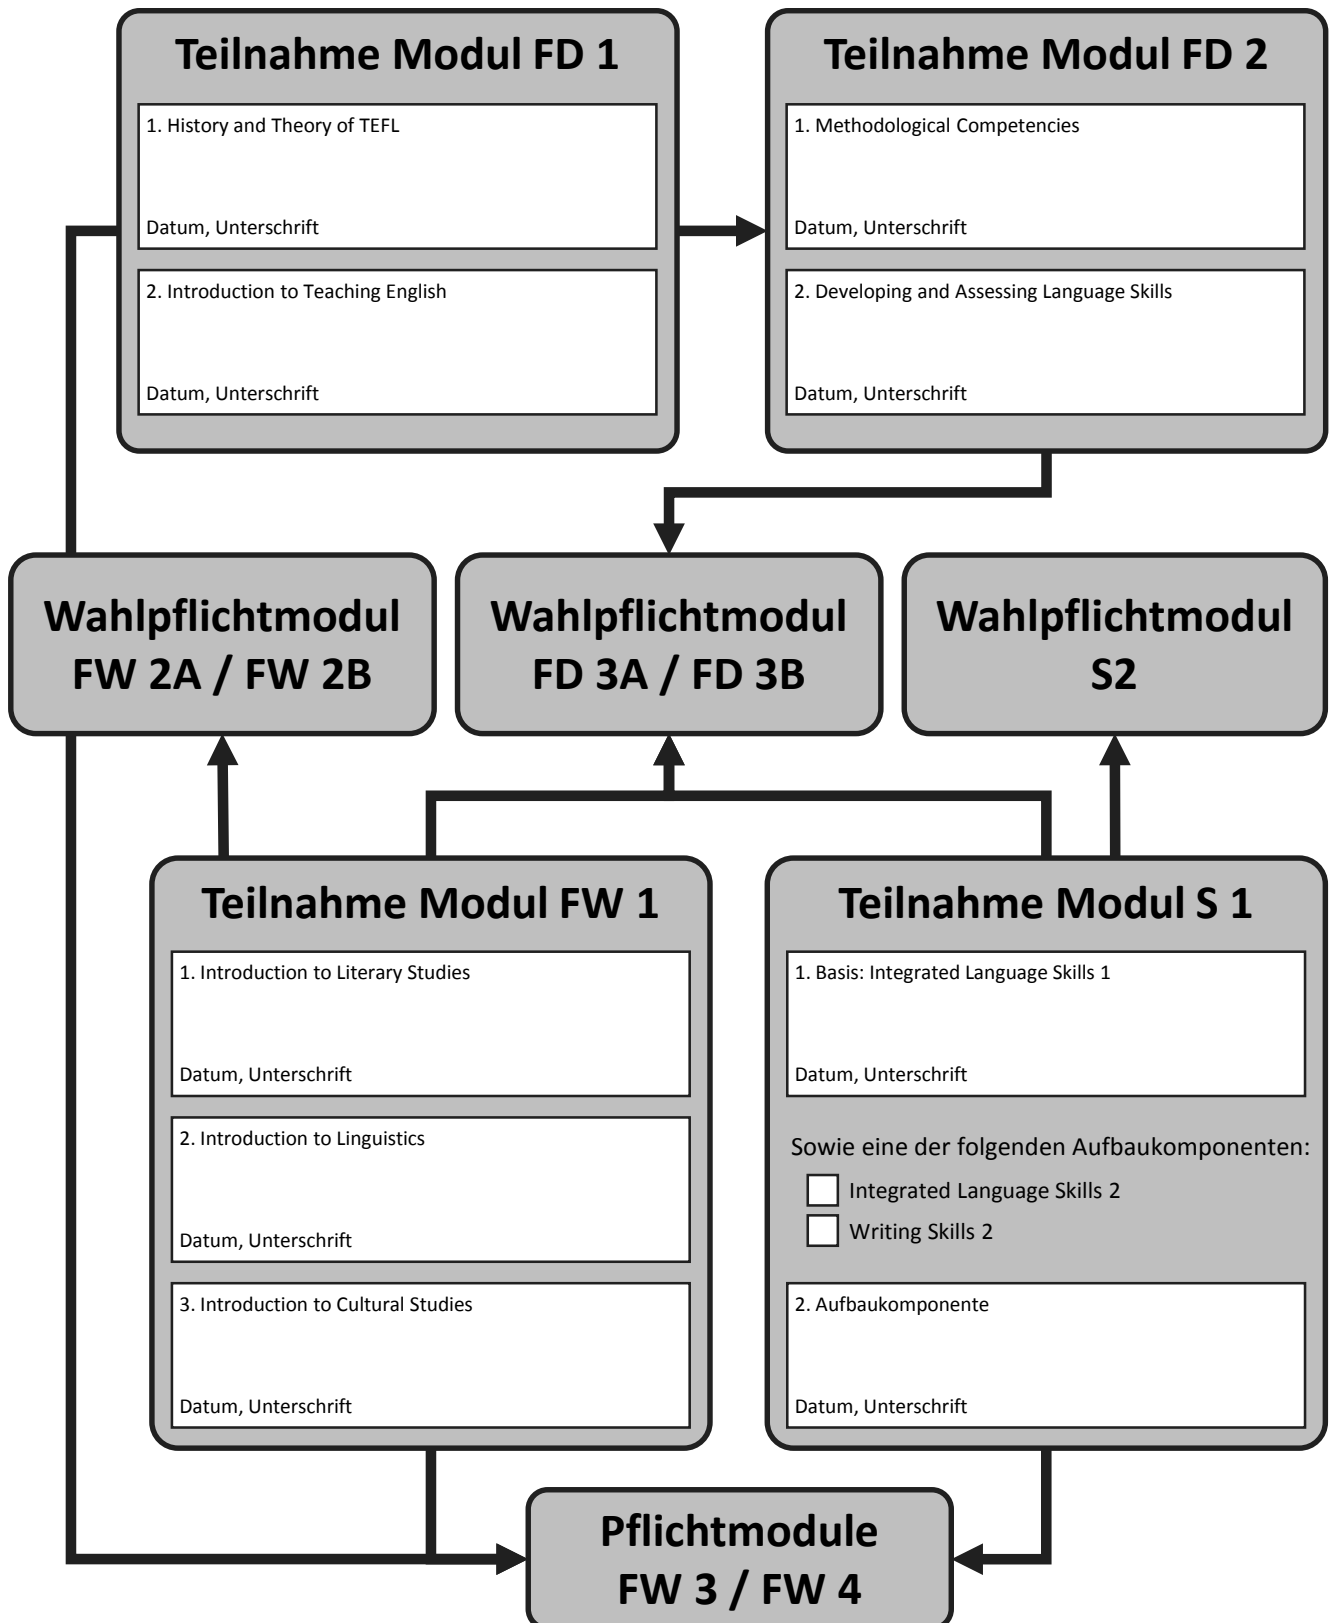 Teilnahme Modul FD 1
1. History and Theory of TEFL
Datum, Unterschrift
2. Introduction to Teaching English
Datum, Unterschrift
Teilnahme Modul FD 2
1. Methodological Competencies
Datum, Unterschrift
2. Developing and Assessing Language Skills
Datum, Unterschrift
Wahlpflichtmodul
FW 2A / FW 2B
Wahlpflichtmodul
FD 3A / FD 3B
Wahlpflichtmodul
S2
Teilnahme Modul FW 1
1. Introduction to Literary Studies
Datum, Unterschrift
2. Introduction to Linguistics
Datum, Unterschrift
3. Introduction to Cultural Studies
Datum, Unterschrift
Teilnahme Modul S 1
1. Basis: Integrated Language Skills 1
Datum, Unterschrift
Sowie eine der folgenden Aufbaukomponenten:
Integrated Language Skills 2
Writing Skills 2
2. Aufbaukomponente
Datum, Unterschrift
Pflichtmodule
FW 3 / FW 4